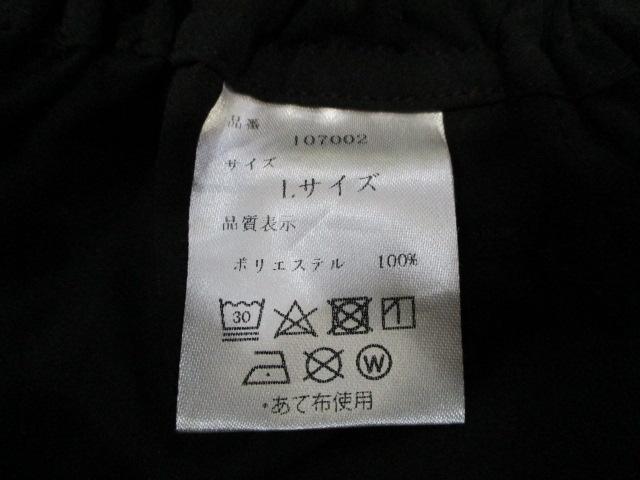 品番
107002
サイズ
Lサイズ
品質表示
ポリエステル 100%
30
W
・あて布使用